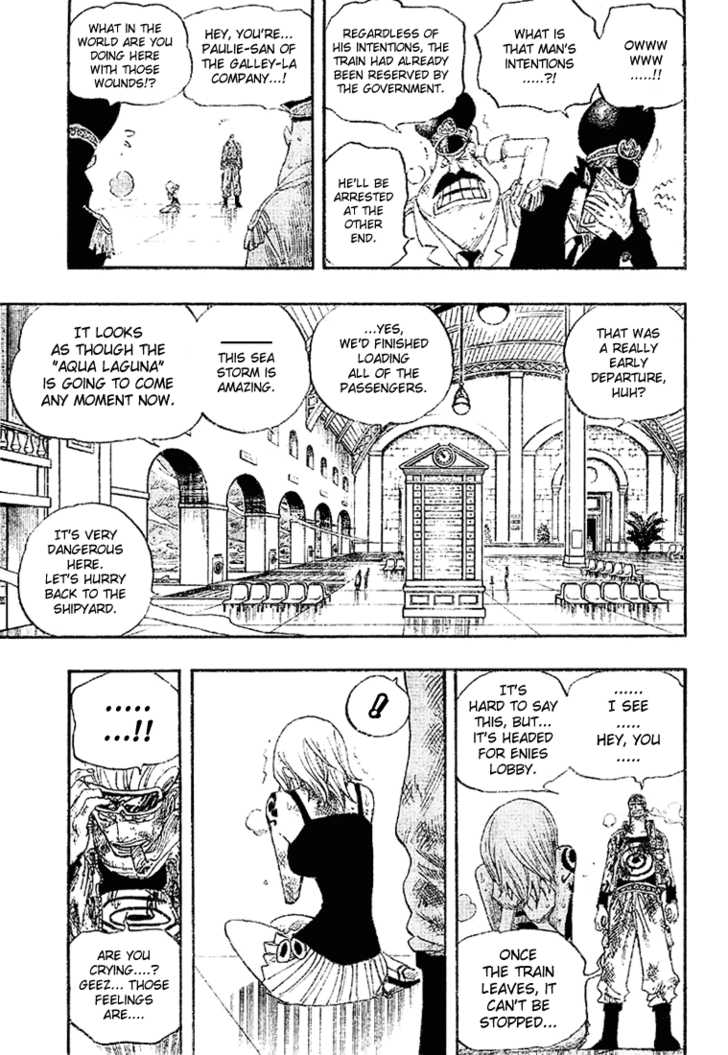 OWWW
WWW
.....!!
WHAT IS
THAT MAN'S
INTENTIONS
.....?!
REGARDLESS OF
HIS INTENTIONS, THE
TRAIN HAD ALREADY
BEEN RESERVED BY
THE GOVERNMENT.
HE'LL BE
ARRESTED
AT THE
OTHER
END.
HEY, YOU'RE...
PAULIE-SAN OF
THE GALLEY-LA
COMPANY...!
WHAT IN THE
WORLD ARE YOU
DOING HERE
WITH THOSE
WOUNDS!?
THAT WAS
A REALLY
EARLY
DEPARTURE,
HUH?
...YES,
WE'D FINISHED
LOADING
ALL OF THE
PASSENGERS.
THIS SEA
STORM IS
AMAZING.
IT LOOKS
AS THOUGH THE
"AQUA LAGUNA"
IS GOING TO COME
ANY MOMENT NOW.
IT'S VERY
DANGEROUS
HERE.
LET'S HURRY
BACK TO THE
SHIPYARD.
......
I SEE
.....
HEY, YOU
.....
IT'S
HARD TO SAY
THIS, BUT...
IT'S HEADED
FOR ENIES
LOBBY.
ONCE
THE TRAIN
LEAVES, IT
CAN'T BE
STOPPED...
!
.....
...!!
ARE YOU
CRYING....?
GEEZ... THOSE
FEELINGS
ARE....